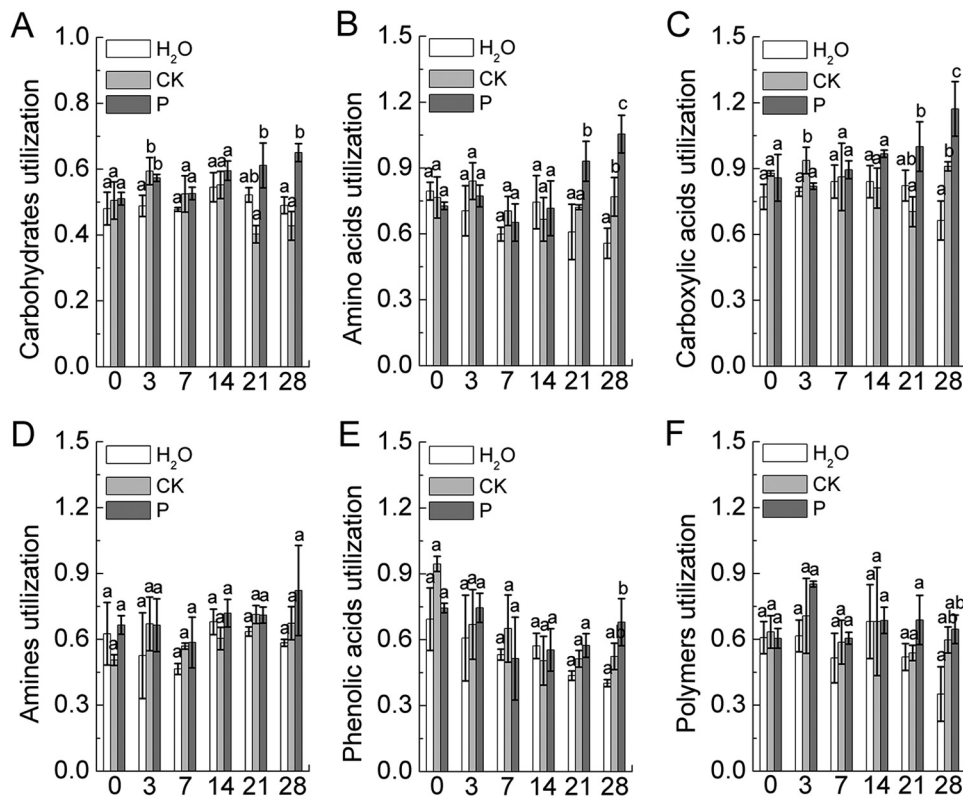 A
Carbohydrates utilization
1.0
0.8
0.6
0.4
0.2
0.0
H₂O
CK
P
a a a
a b b
a a a
a a a
ab a b
a a b
0 3 7 14 21 28
B
Amino acids utilization
1.5
1.2
0.9
0.6
0.3
0.0
H₂O
CK
P
a a a
a a a
a a a
a a a
a a b
a b c
0 3 7 14 21 28
C
Carboxylic acids utilization
1.5
1.2
0.9
0.6
0.3
0.0
H₂O
CK
P
a a a
a b a
a a a
a a a
ab a b
a b c
0 3 7 14 21 28
D
Amines utilization
1.5
1.2
0.9
0.6
0.3
0.0
H₂O
CK
P
a a a
a a a
a a a
a a a
a a a
a a a
0 3 7 14 21 28
E
Phenolic acids utilization
1.5
1.2
0.9
0.6
0.3
0.0
H₂O
CK
P
a a a
a a a
a a a
a a a
a a a
a ab b
0 3 7 14 21 28
F
Polymers utilization
1.5
1.2
0.9
0.6
0.3
0.0
H₂O
CK
P
a a a
a a a
a a a
a a a
a a a
a ab ab
0 3 7 14 21 28